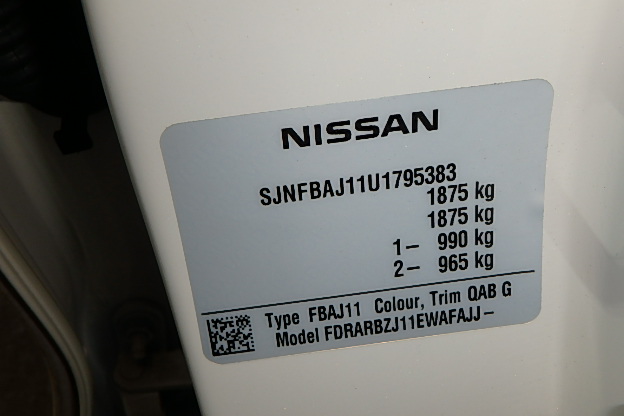 NISSAN
SJNFBAJ11U1795383
1875 kg
1875 kg
1– 990 kg
2– 965 kg
Type FBAJ11 Colour, Trim QAB G
Model FDRARBZJ11EWAFAJJ–